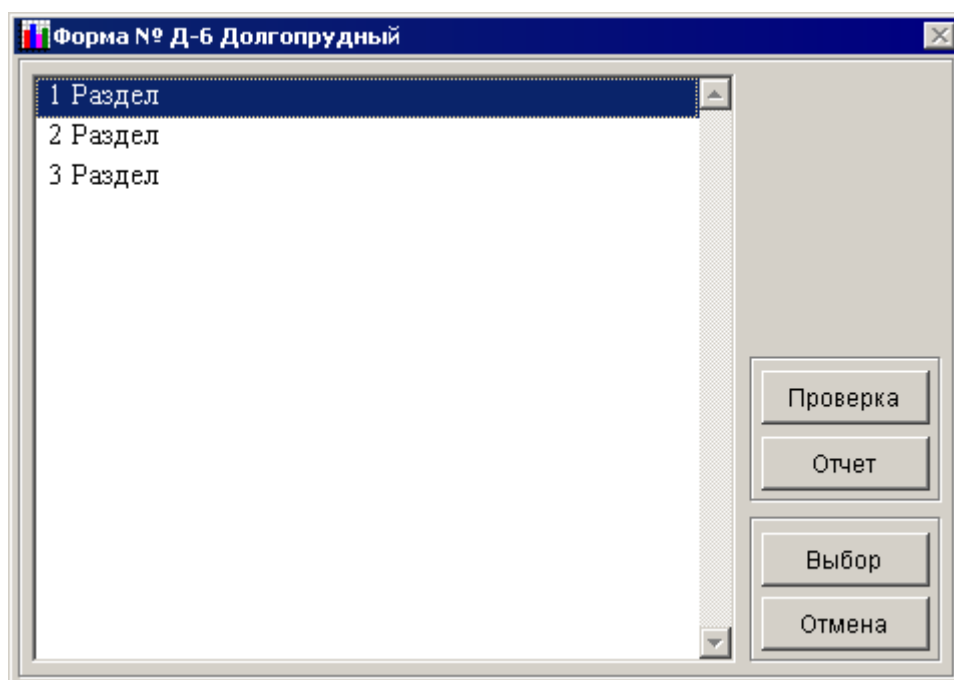 Форма № Д-6 Долгопрудный
1 Раздел
2 Раздел
3 Раздел
Проверка
Отчет
Выбор
Отмена